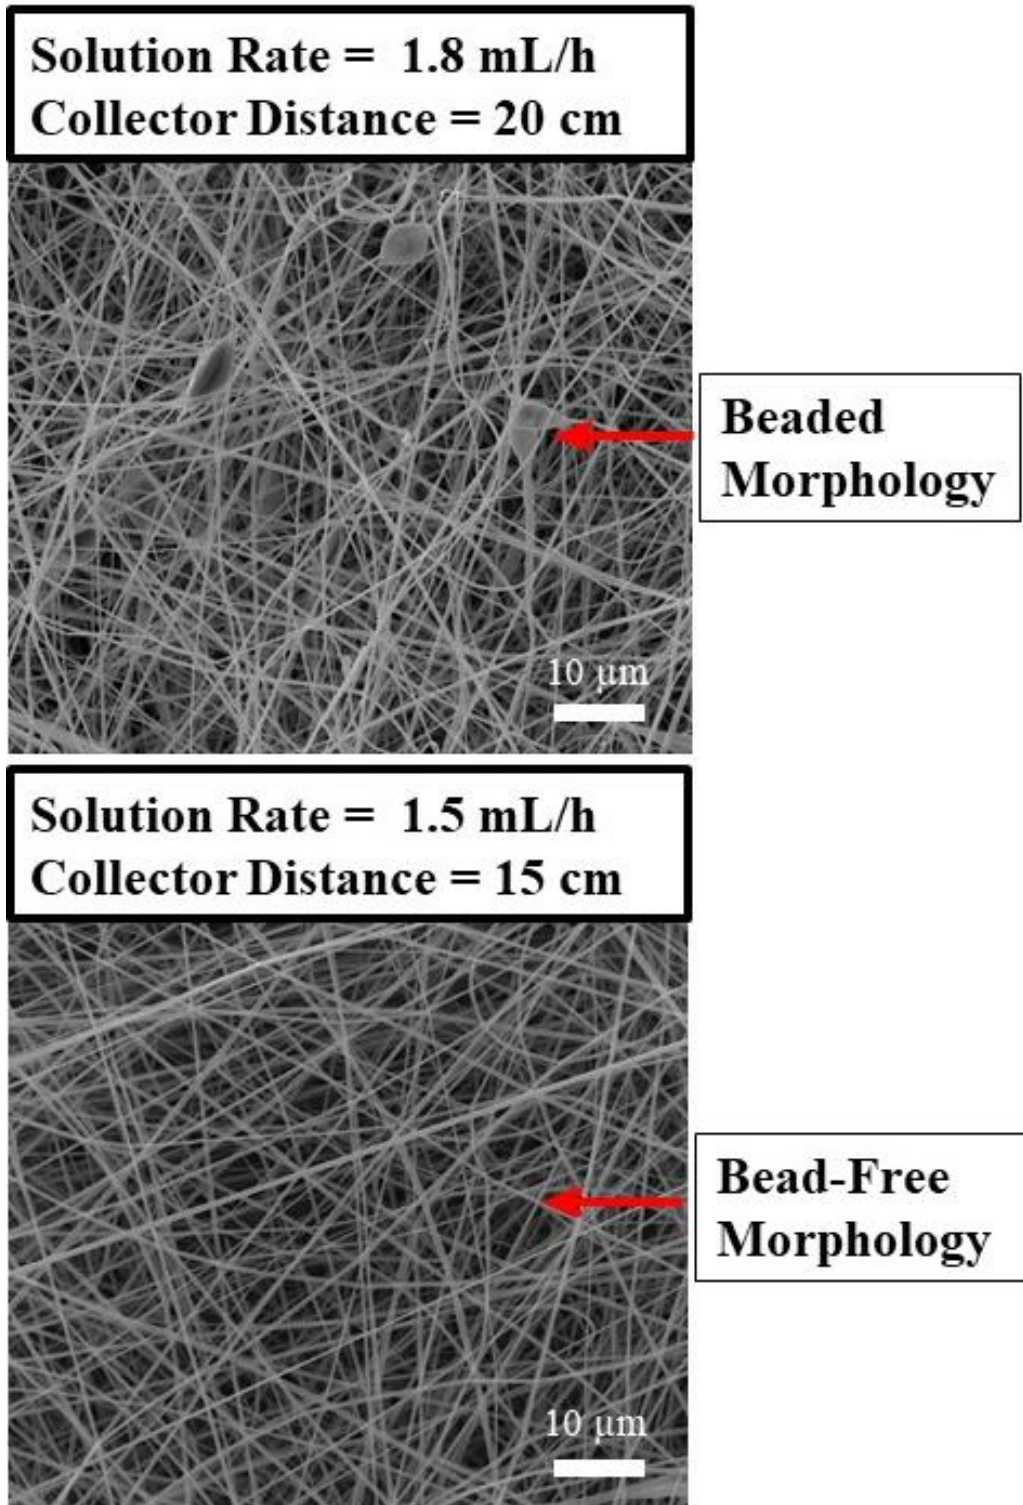 Solution Rate = 1.8 mL/h
Collector Distance = 20 cm
Beaded
Morphology
10 µm
Solution Rate = 1.5 mL/h
Collector Distance = 15 cm
Bead-Free
Morphology
10 µm